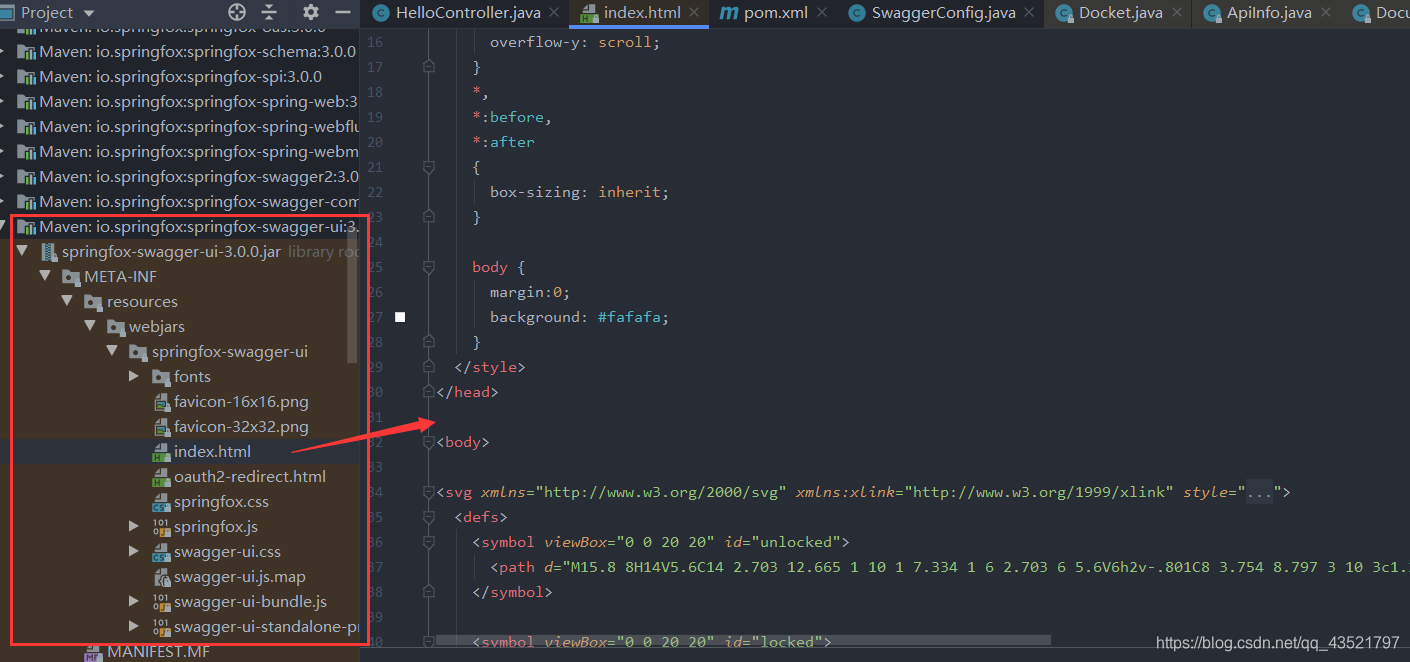 Project
HelloController.java
index.html
pom.xml
SwaggerConfig.java
Docket.java
ApiInfo.java
Docu
Maven: io.springfox:springfox-oas:3.0.0
Maven: io.springfox:springfox-schema:3.0.0
Maven: io.springfox:springfox-spi:3.0.0
Maven: io.springfox:springfox-spring-web:3
Maven: io.springfox:springfox-spring-webflu
Maven: io.springfox:springfox-spring-webm
Maven: io.springfox:springfox-swagger2:3.0
Maven: io.springfox:springfox-swagger-com
Maven: io.springfox:springfox-swagger-ui:3.
springfox-swagger-ui-3.0.0.jar library roo
META-INF
resources
webjars
springfox-swagger-ui
fonts
favicon-16x16.png
favicon-32x32.png
index.html
oauth2-redirect.html
springfox.css
springfox.js
swagger-ui.css
swagger-ui.js.map
swagger-ui-bundle.js
swagger-ui-standalone-pr
MANIFEST.MF
16 overflow-y: scroll;
17 }
18 *,
19 *:before,
20 *:after
21 {
22 box-sizing: inherit;
23 }
24
25 body {
26 margin:0;
27 background: #fafafa;
28 }
29 </style>
30 </head>
31
32 <body>
33
34 <svg xmlns="http://www.w3.org/2000/svg" xmlns:xlink="http://www.w3.org/1999/xlink" style="...">
35 <defs>
36 <symbol viewBox="0 0 20 20" id="unlocked">
37 <path d="M15.8 8H14V5.6C14 2.703 12.665 1 10 1 7.334 1 6 2.703 6 5.6V6h2v-.801C8 3.754 8.797 3 10 3c1.
38 </symbol>
39
40 <symbol viewBox="0 0 20 20" id="locked">
https://blog.csdn.net/qq_43521797